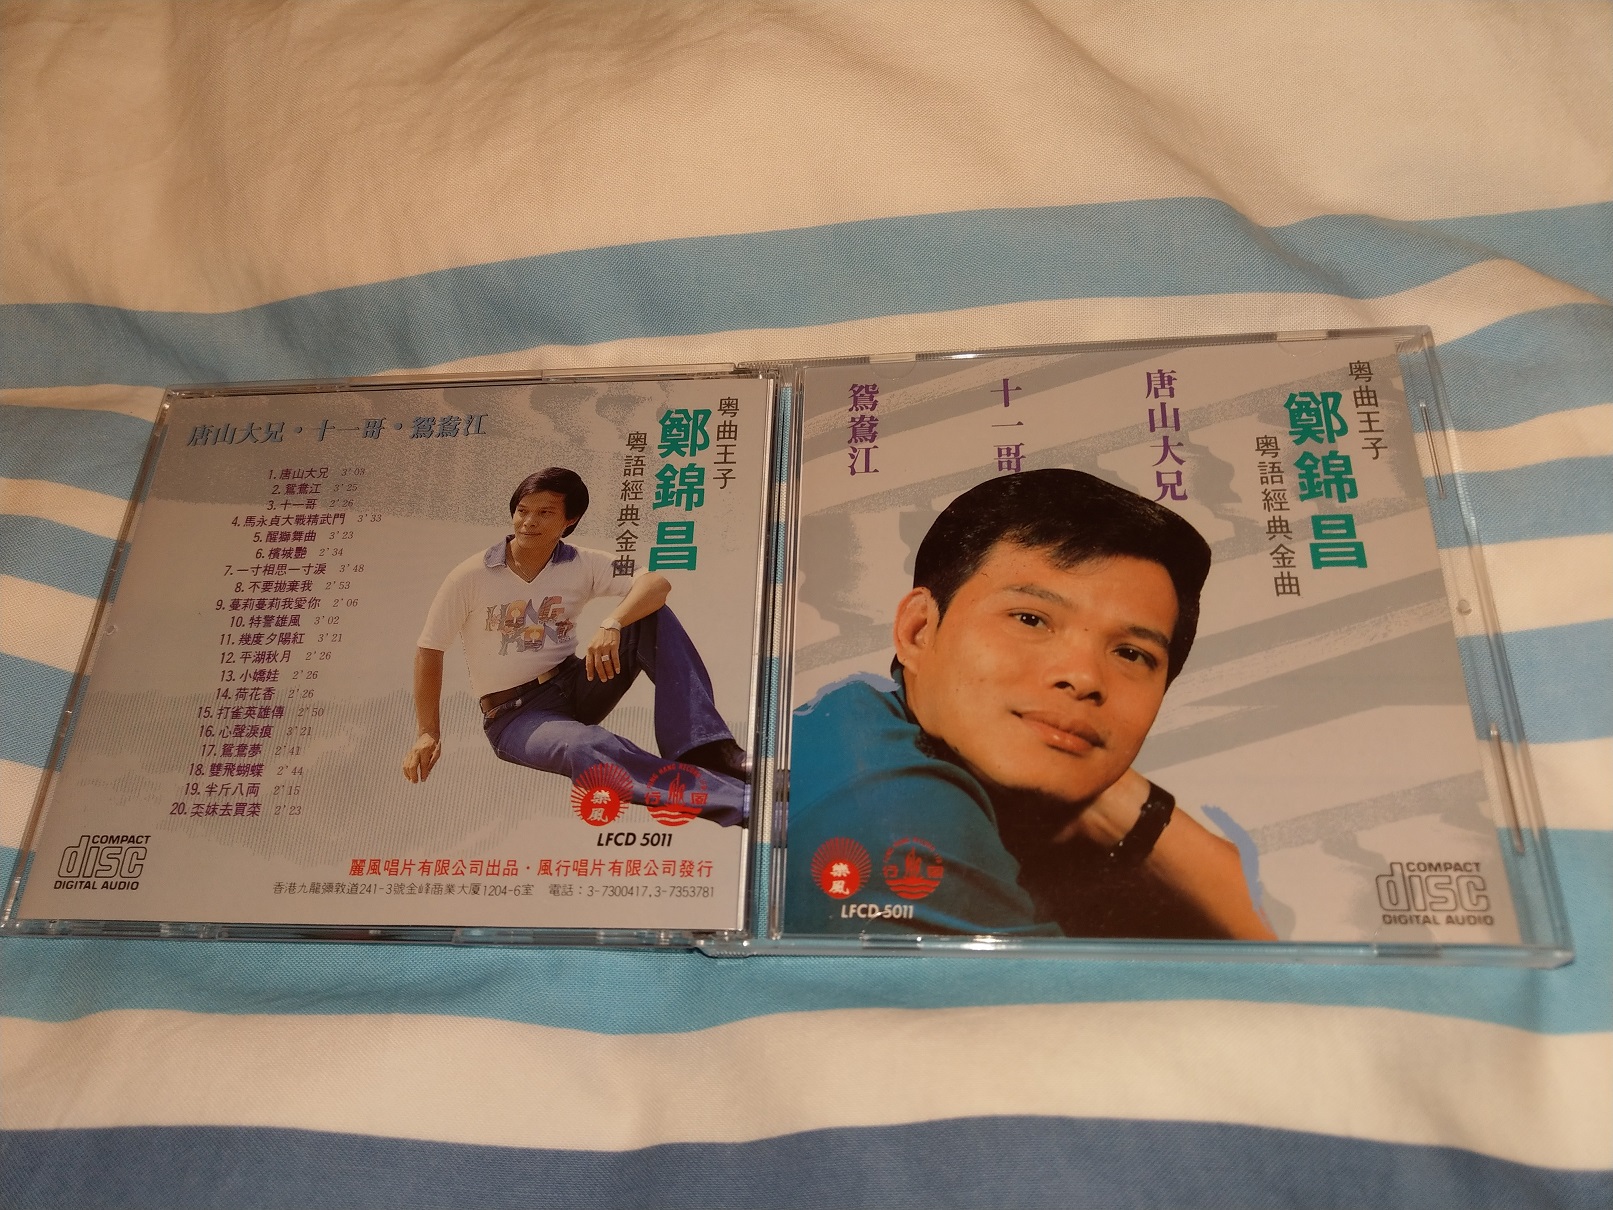 唐山大兄・十一哥・鴛鴦江
粵曲王子
鄭錦昌
粵語經典金曲
1. 唐山大兄 3'03
2. 鴛鴦江 3'25
3. 十一哥 2'26
4. 馬永貞大戰精武門 3'33
5. 醒獅舞曲 3'23
6. 檳城艷 2'34
7. 一寸相思一寸淚 3'48
8. 不要拋棄我 2'53
9. 蔓莉蔓莉我愛你 2'06
10. 特警雄風 3'02
11. 幾度夕陽紅 3'21
12. 平湖秋月 2'26
13. 小嬌娃 2'26
14. 荷花香 2'26
15. 打雀英雄傳 2'50
16. 心聲淚痕 3'21
17. 鴛鴦夢 2'41
18. 雙飛蝴蝶 2'44
19. 半斤八両 2'15
20. 奀妹去買菜 2'23
HONG KONG
樂風
風行
LFCD 5011
COMPACT
disc
DIGITAL AUDIO
麗風唱片有限公司出品・風行唱片有限公司發行
香港九龍彌敦道241-3號金峰商業大廈1204-6室 電話：3-7300417.3-7353781
粵曲王子
鄭錦昌
粵語經典金曲
唐山大兄
十一哥
鴛鴦江
樂風
風行
LFCD 5011
COMPACT
disc
DIGITAL AUDIO